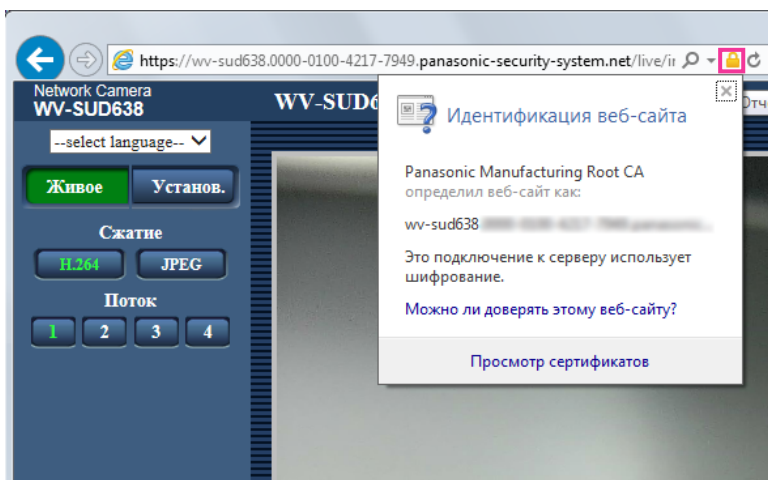 https://wv-sud638.0000-0100-4217-7949.panasonic-security-system.net/live/ir
Network Camera
WV-SUD638
WV-SUD6
--select language--
Живое
Установ.
Сжатие
H.264
JPEG
Поток
1
2
3
4
Идентификация веб-сайта
Panasonic Manufacturing Root CA
определил веб-сайт как:
wv-sud638
Это подключение к серверу использует
шифрование.
Можно ли доверять этому веб-сайту?
Просмотр сертификатов